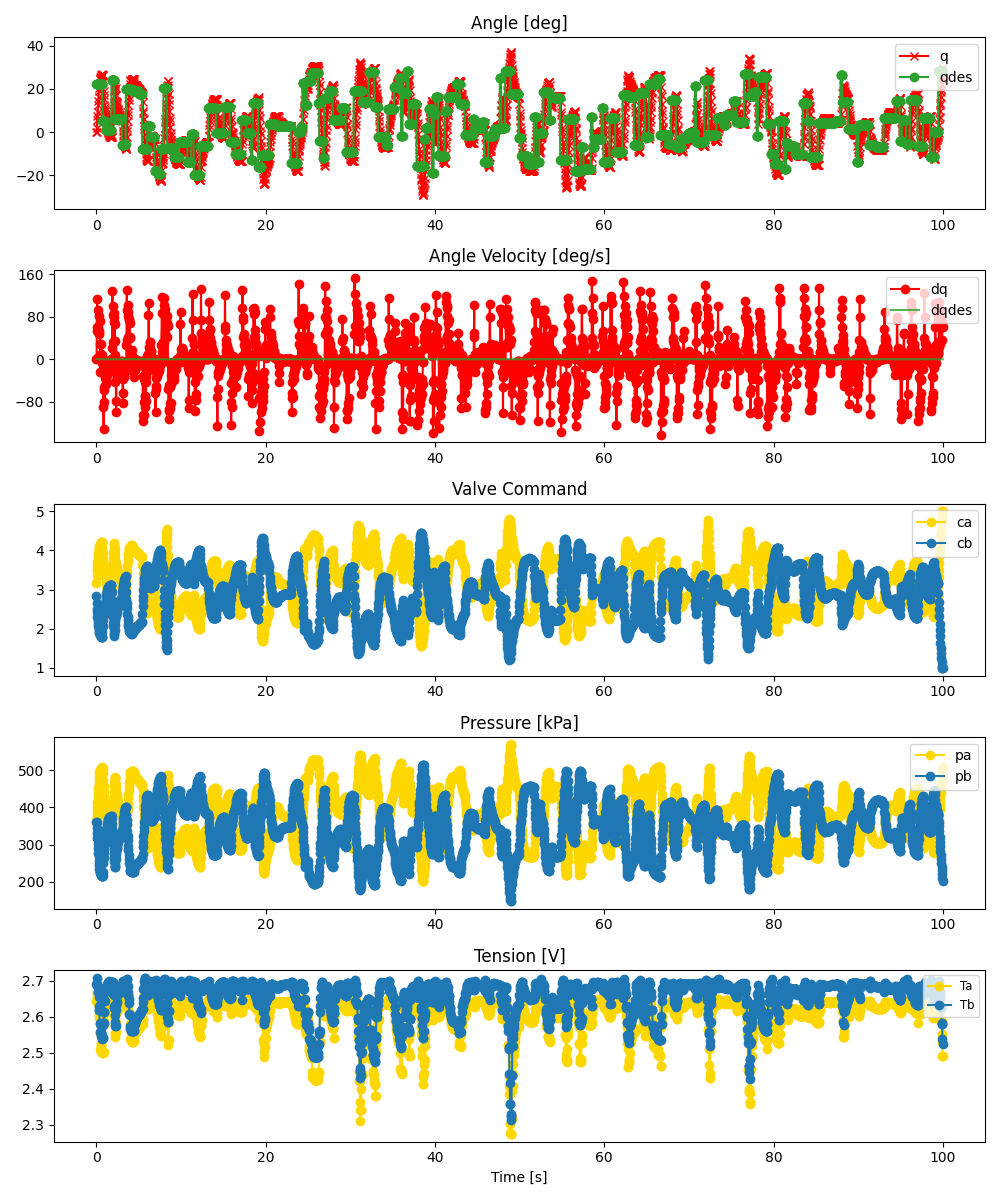 Angle [deg]
40
20
0
−20
q
qdes
0 20 40 60 80 100
Angle Velocity [deg/s]
160
80
0
−80
dq
dqdes
0 20 40 60 80 100
Valve Command
5
4
3
2
1
ca
cb
0 20 40 60 80 100
Pressure [kPa]
500
400
300
200
pa
pb
0 20 40 60 80 100
Tension [V]
2.7
2.6
2.5
2.4
2.3
Ta
Tb
0 20 40 60 80 100
Time [s]